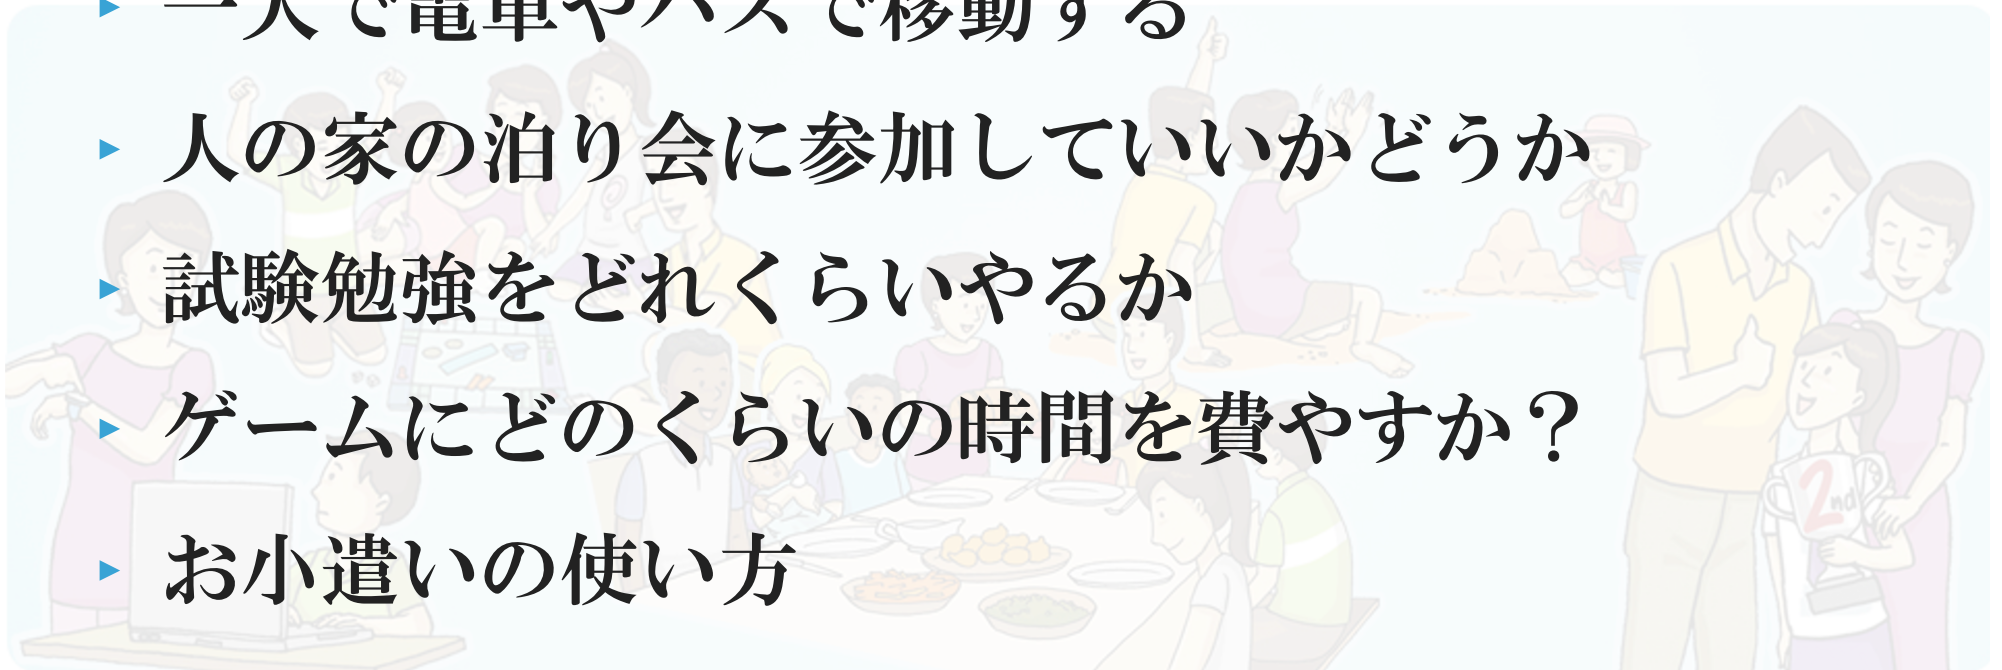 一人で電車やバスで移動する
人の家の泊り会に参加していいかどうか
試験勉強をどれくらいやるか
ゲームにどのくらいの時間を費やすか？
お小遣いの使い方
2nd